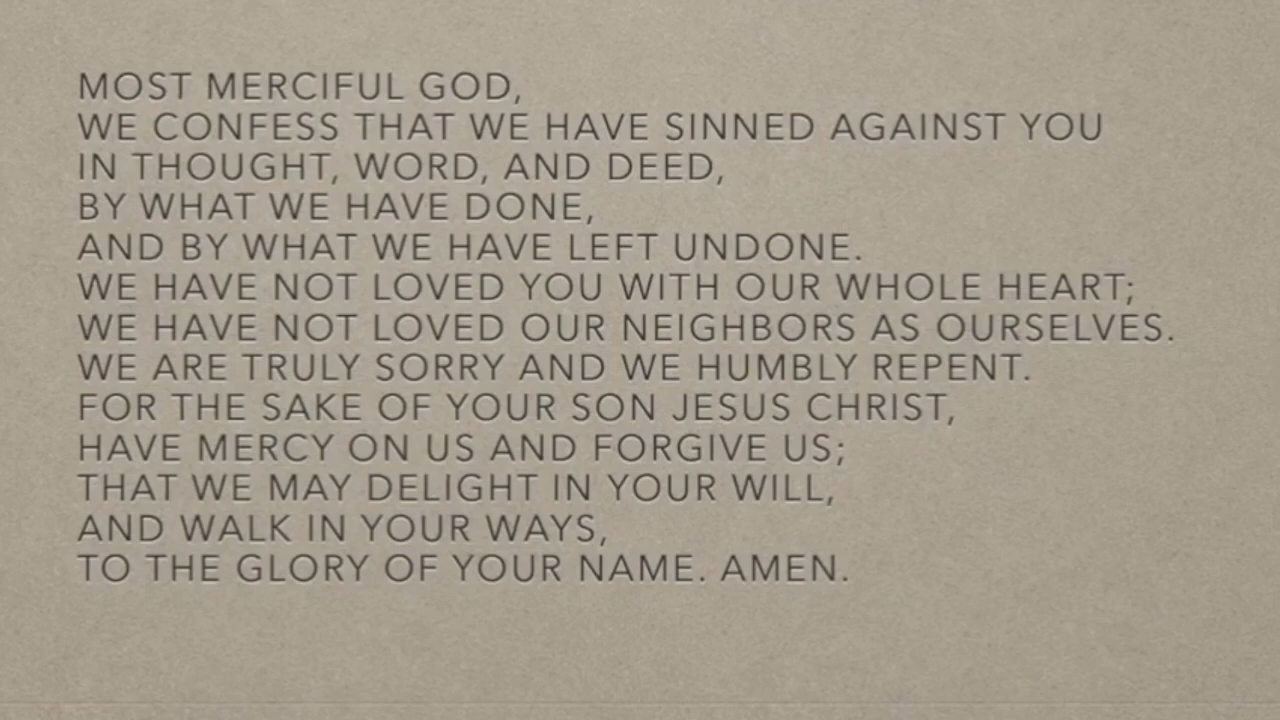 MOST MERCIFUL GOD,
WE CONFESS THAT WE HAVE SINNED AGAINST YOU
IN THOUGHT, WORD, AND DEED,
BY WHAT WE HAVE DONE,
AND BY WHAT WE HAVE LEFT UNDONE.
WE HAVE NOT LOVED YOU WITH OUR WHOLE HEART;
WE HAVE NOT LOVED OUR NEIGHBORS AS OURSELVES.
WE ARE TRULY SORRY AND WE HUMBLY REPENT.
FOR THE SAKE OF YOUR SON JESUS CHRIST,
HAVE MERCY ON US AND FORGIVE US;
THAT WE MAY DELIGHT IN YOUR WILL,
AND WALK IN YOUR WAYS,
TO THE GLORY OF YOUR NAME. AMEN.